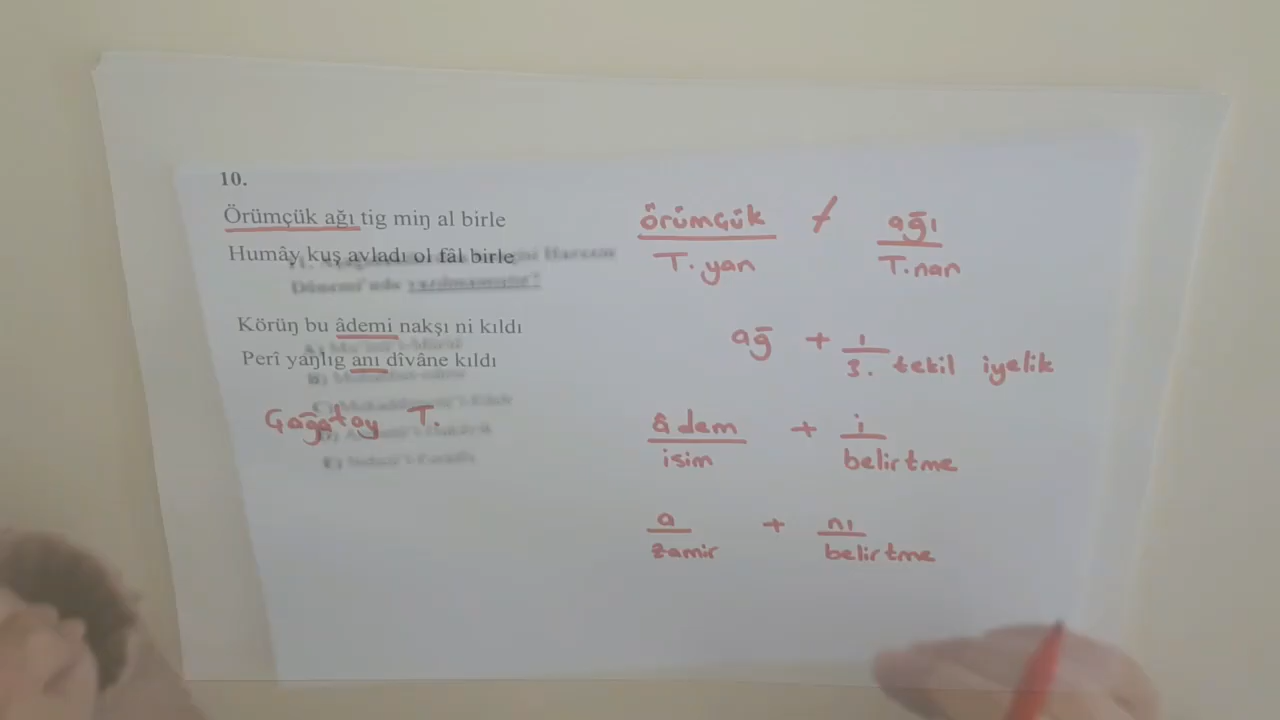 10.
Örümçük ağı tig miŋ al birle
Humây kuş avladı ol fâl birle
Körüŋ bu âdemi nakşı ni kıldı
Perî yaŋlıg anı dîvâne kıldı
Çağatay T.
örümçük / ağı
T. yan T. nan
ağ + ı
3. tekil iyelik
âdem + i
isim belirtme
a + nı
zamir belirtme